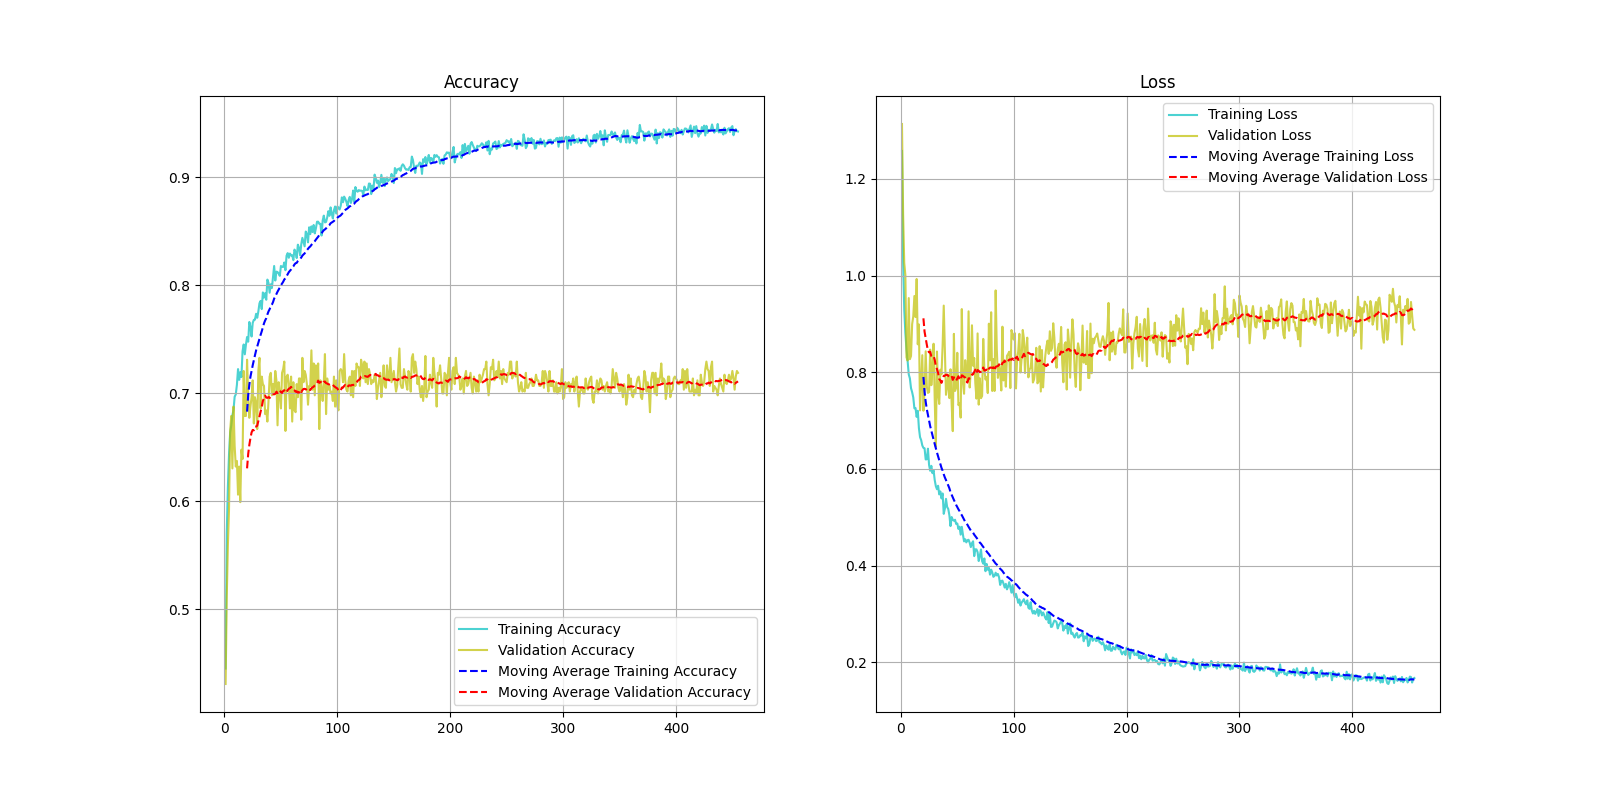 Accuracy
0.9
0.8
0.7
0.6
0.5
0
100
200
300
400
Training Accuracy
Validation Accuracy
Moving Average Training Accuracy
Moving Average Validation Accuracy
Loss
1.2
1.0
0.8
0.6
0.4
0.2
0
100
200
300
400
Training Loss
Validation Loss
Moving Average Training Loss
Moving Average Validation Loss